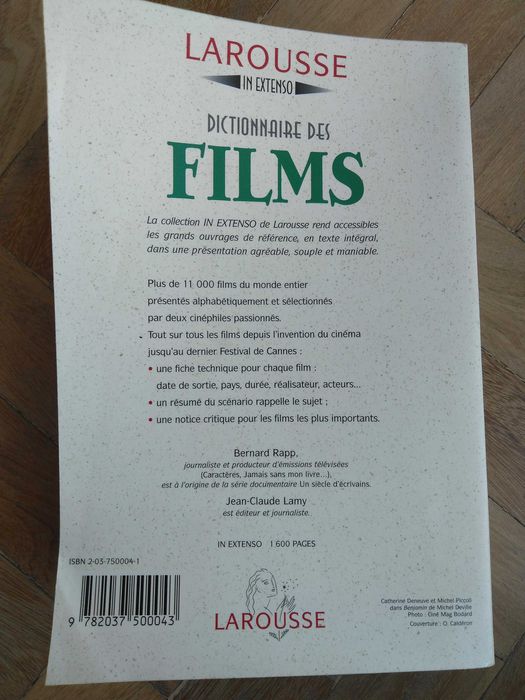 LAROUSSE
IN EXTENSO
DICTIONNAIRE DES
FILMS
La collection IN EXTENSO de Larousse rend accessibles
les grands ouvrages de référence, en texte intégral,
dans une présentation agréable, souple et maniable.
Plus de 11 000 films du monde entier
présentés alphabétiquement et sélectionnés
par deux cinéphiles passionnés.
Tout sur tous les films depuis l'invention du cinéma
jusqu'au dernier Festival de Cannes :
• une fiche technique pour chaque film :
date de sortie, pays, durée, réalisateur, acteurs...
• un résumé du scénario rappelle le sujet ;
• une notice critique pour les films les plus importants.
Bernard Rapp,
journaliste et producteur d'émissions télévisées
(Caractères, Jamais sans mon livre...),
est à l'origine de la série documentaire Un siècle d'écrivains.
Jean-Claude Lamy
est éditeur et journaliste.
IN EXTENSO 1 600 PAGES
ISBN 2-03-750004-1
9 782037 500043
LAROUSSE
Catherine Deneuve et Michel Piccoli
dans Benjamin de Michel Deville
Photo : Ciné Mag Bodard
Couverture : O. Caldéron